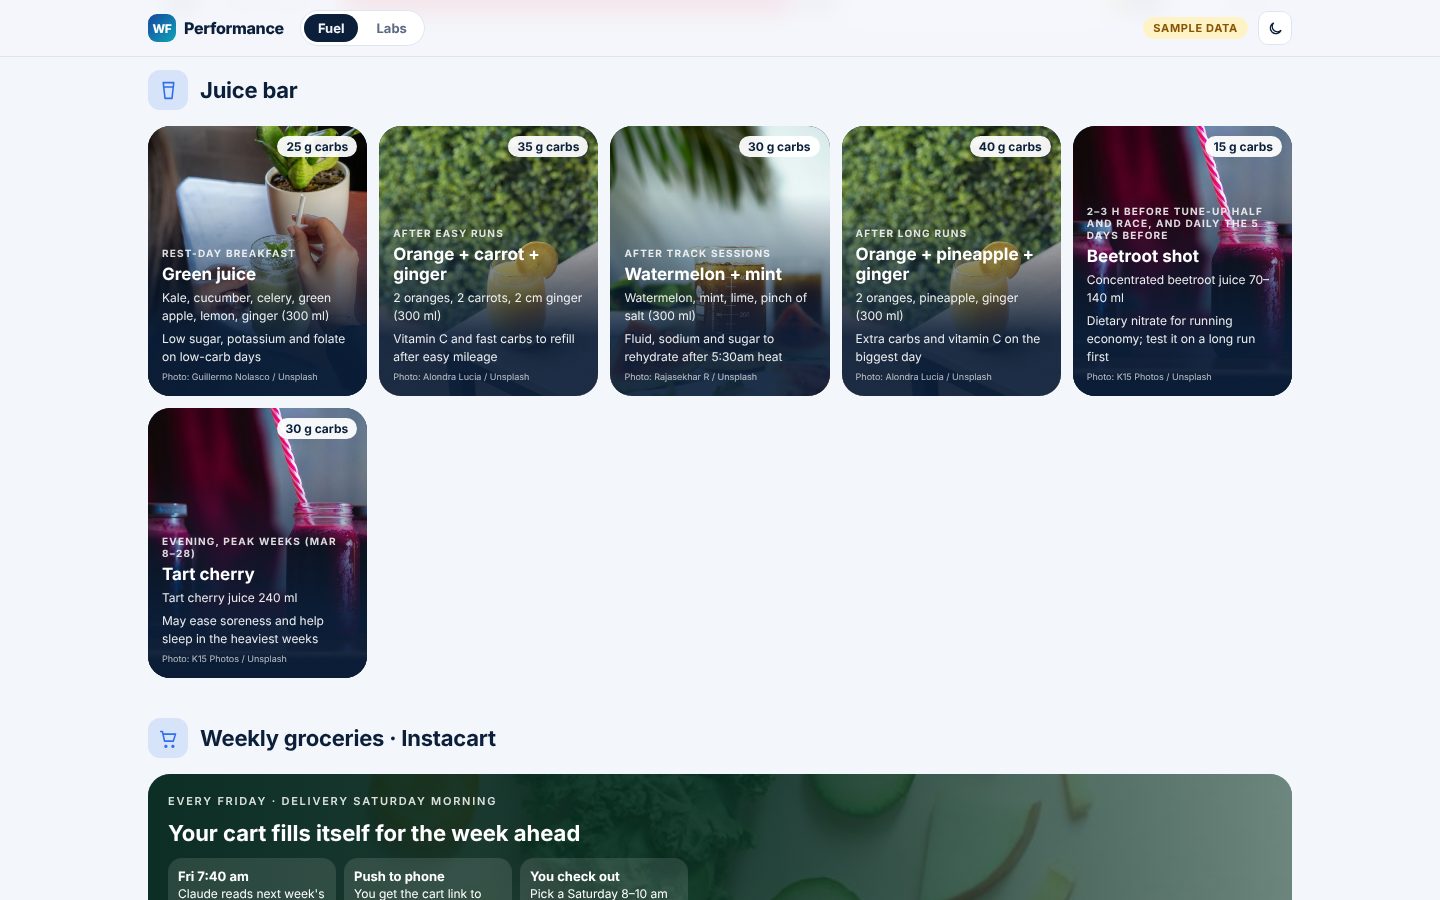 WF Performance Fuel Labs SAMPLE DATA
Juice bar
25 g carbs
REST-DAY BREAKFAST
Green juice
Kale, cucumber, celery, green
apple, lemon, ginger (300 ml)
Low sugar, potassium and folate
on low-carb days
Photo: Guillermo Nolasco / Unsplash
35 g carbs
AFTER EASY RUNS
Orange + carrot +
ginger
2 oranges, 2 carrots, 2 cm ginger
(300 ml)
Vitamin C and fast carbs to refill
after easy mileage
Photo: Alondra Lucia / Unsplash
30 g carbs
AFTER TRACK SESSIONS
Watermelon + mint
Watermelon, mint, lime, pinch of
salt (300 ml)
Fluid, sodium and sugar to
rehydrate after 5:30am heat
Photo: Rajasekhar R / Unsplash
40 g carbs
AFTER LONG RUNS
Orange + pineapple +
ginger
2 oranges, pineapple, ginger
(300 ml)
Extra carbs and vitamin C on the
biggest day
Photo: Alondra Lucia / Unsplash
15 g carbs
2–3 H BEFORE TUNE-UP HALF
AND RACE, AND DAILY THE 5
DAYS BEFORE
Beetroot shot
Concentrated beetroot juice 70–
140 ml
Dietary nitrate for running
economy; test it on a long run
first
Photo: K15 Photos / Unsplash
30 g carbs
EVENING, PEAK WEEKS (MAR
8–28)
Tart cherry
Tart cherry juice 240 ml
May ease soreness and help
sleep in the heaviest weeks
Photo: K15 Photos / Unsplash
Weekly groceries · Instacart
EVERY FRIDAY · DELIVERY SATURDAY MORNING
Your cart fills itself for the week ahead
Fri 7:40 am
Claude reads next week's
Push to phone
You get the cart link to
You check out
Pick a Saturday 8–10 am